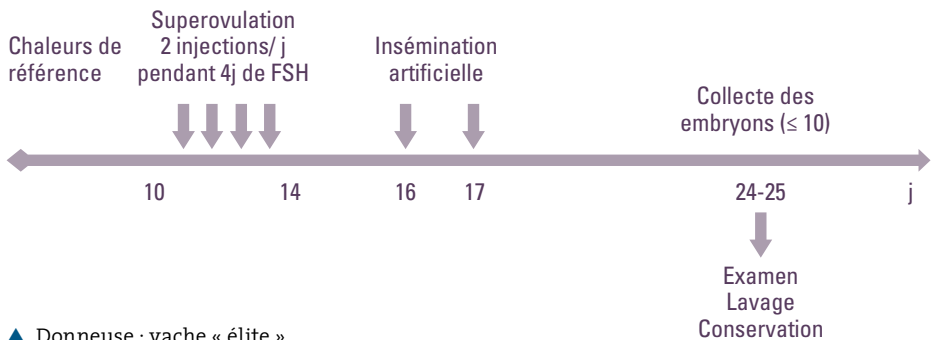 Chaleurs de
référence
Superovulation
2 injections/ j
pendant 4j de FSH
Insémination
artificielle
Collecte des
embryons (≤ 10)
10
14
16
17
24-25
j
Examen
Lavage
Conservation
▲ Donneuse : vache « élite »